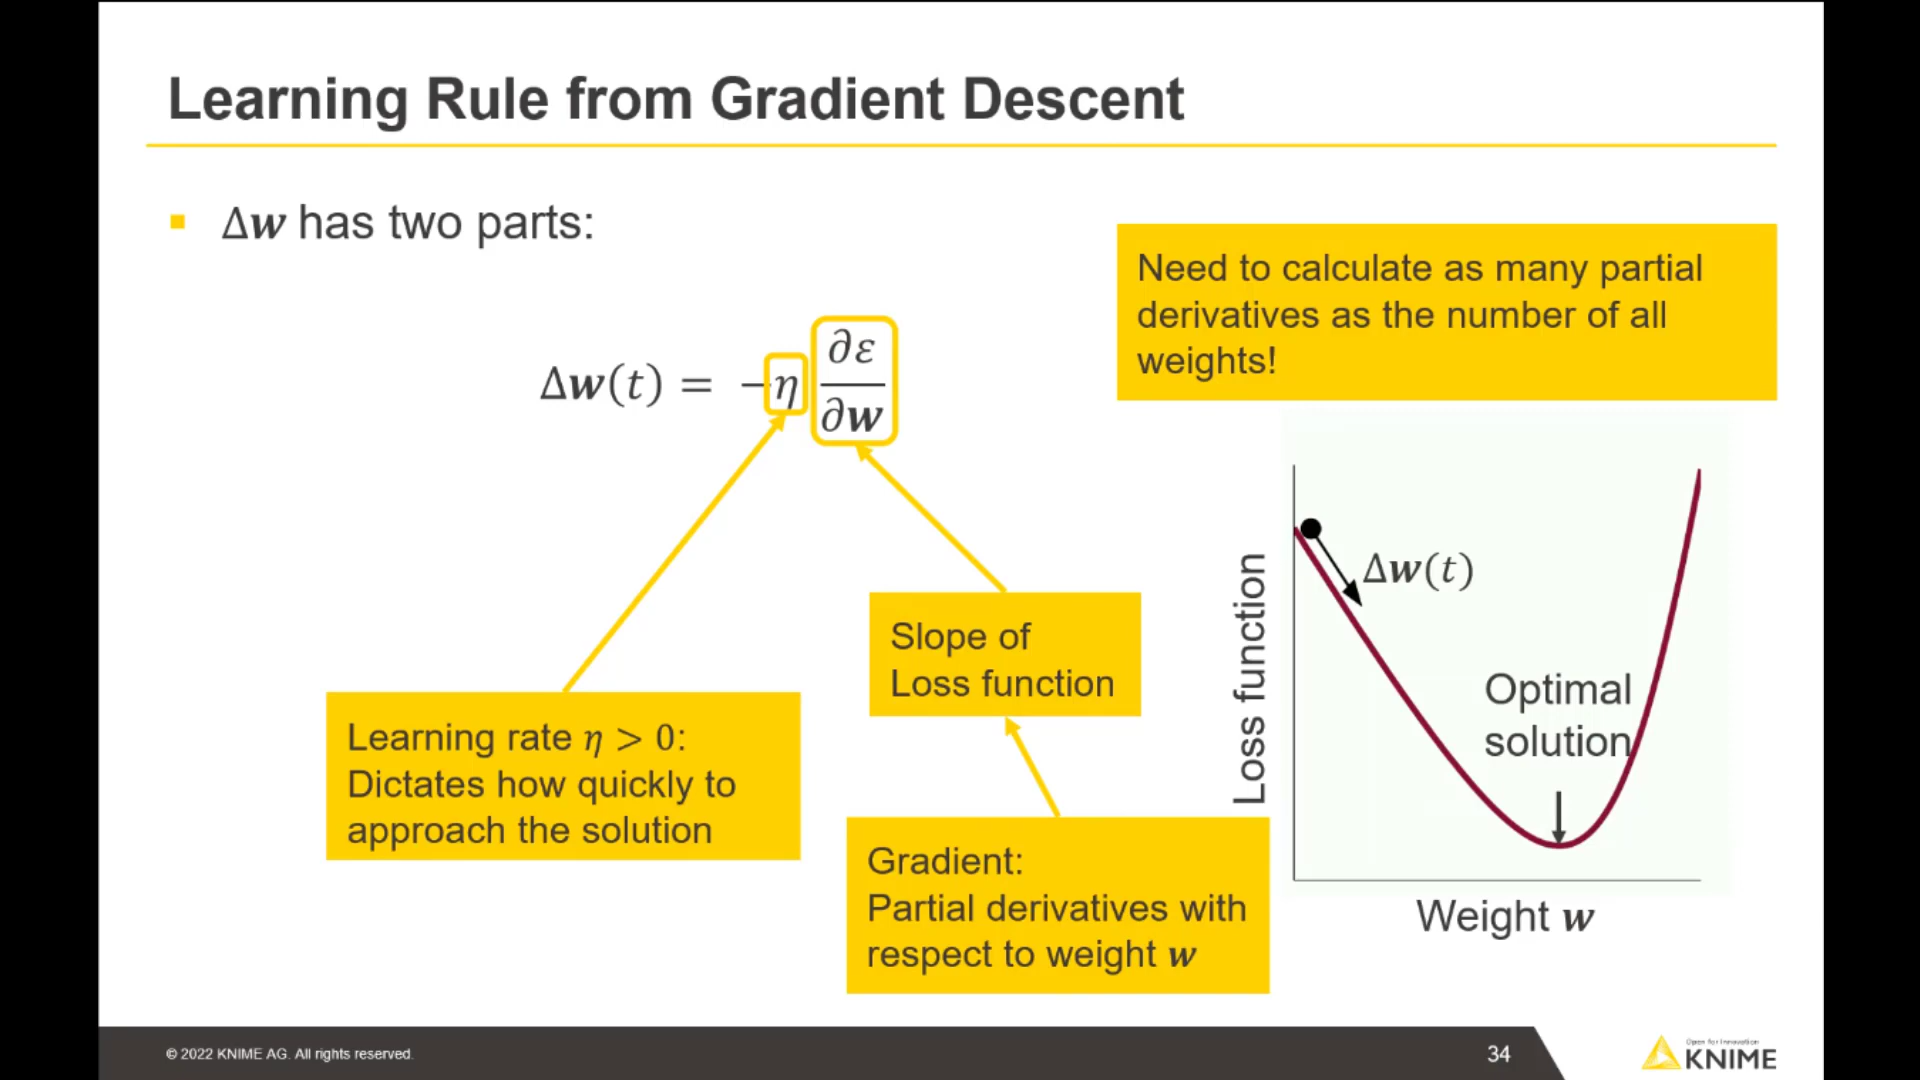 Learning Rule from Gradient Descent
Δw has two parts:
Need to calculate as many partial
derivatives as the number of all
weights!
Δw(t) = −η ∂ε/∂w
Δw(t)
Slope of
Loss function
Loss function
Optimal
solution
Learning rate η > 0:
Dictates how quickly to
approach the solution
Gradient:
Partial derivatives with
respect to weight w
Weight w
© 2022 KNIME AG. All rights reserved.
34
Open for Innovation
KNIME